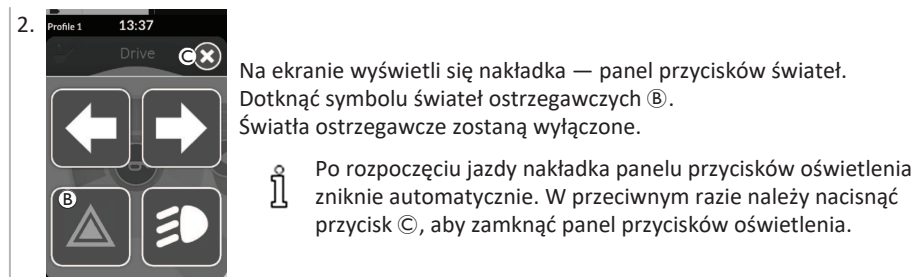 2.
Profile 1 13:37
Drive Ⓒ
Na ekranie wyświetli się nakładka — panel przycisków świateł.
Dotknąć symbolu świateł ostrzegawczych Ⓑ.
Światła ostrzegawcze zostaną wyłączone.
Po rozpoczęciu jazdy nakładka panelu przycisków oświetlenia
zniknie automatycznie. W przeciwnym razie należy nacisnąć
przycisk Ⓒ, aby zamknąć panel przycisków oświetlenia.
Ⓑ